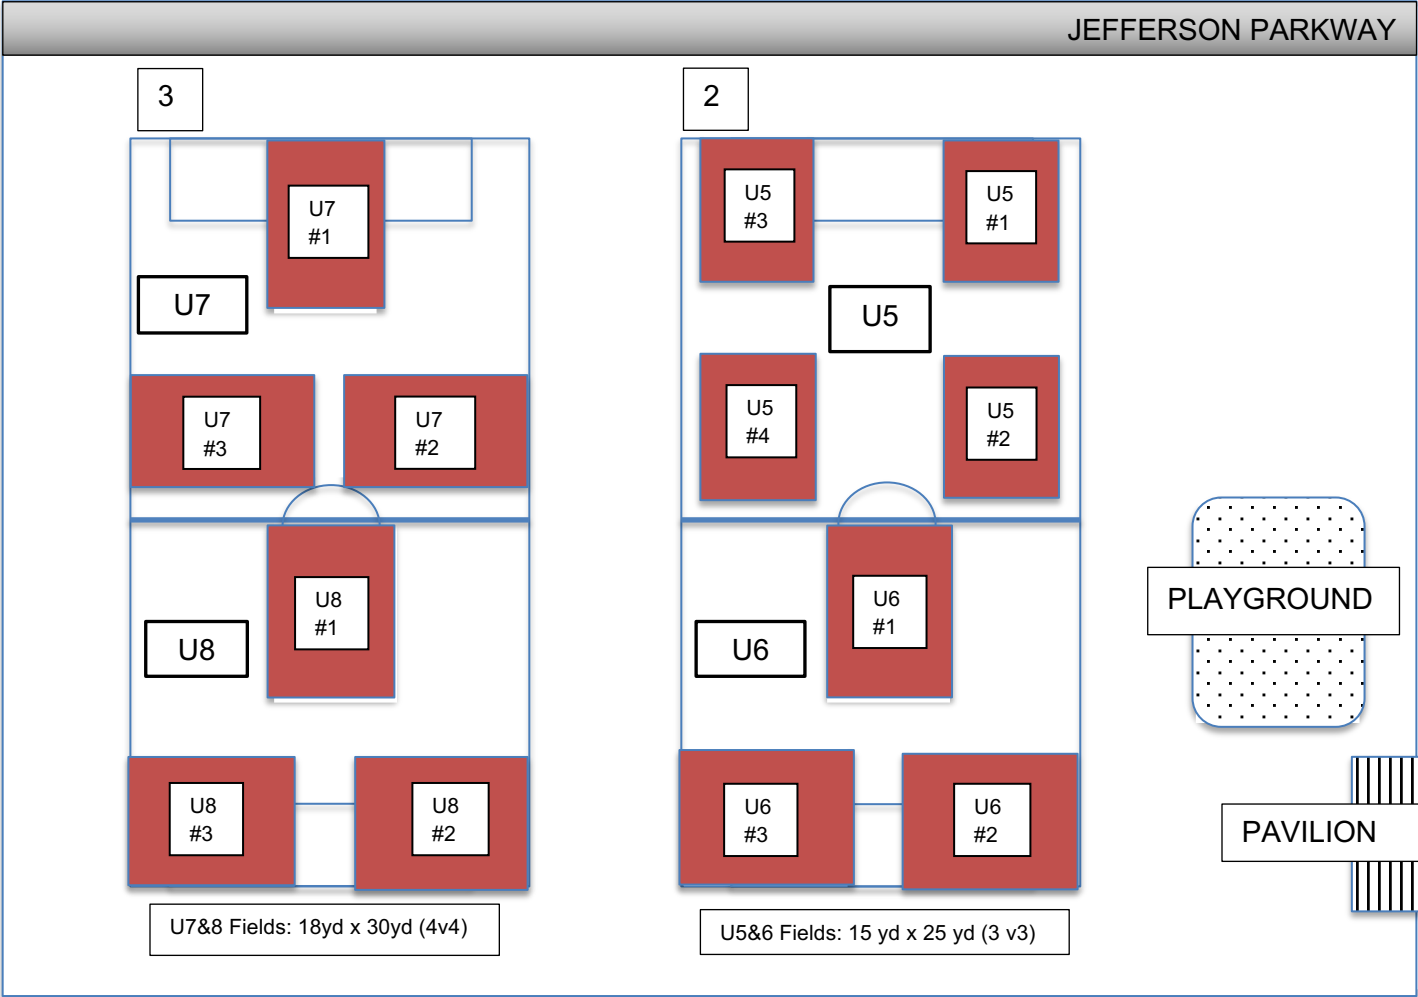 JEFFERSON PARKWAY
3
2
U7
#1
U5
#3
U5
#1
U7
U5
U7
#3
U7
#2
U5
#4
U5
#2
U8
#1
U6
#1
PLAYGROUND
U8
U6
U8
#3
U8
#2
U6
#3
U6
#2
PAVILION
U7&8 Fields: 18yd x 30yd (4v4)
U5&6 Fields: 15 yd x 25 yd (3 v3)